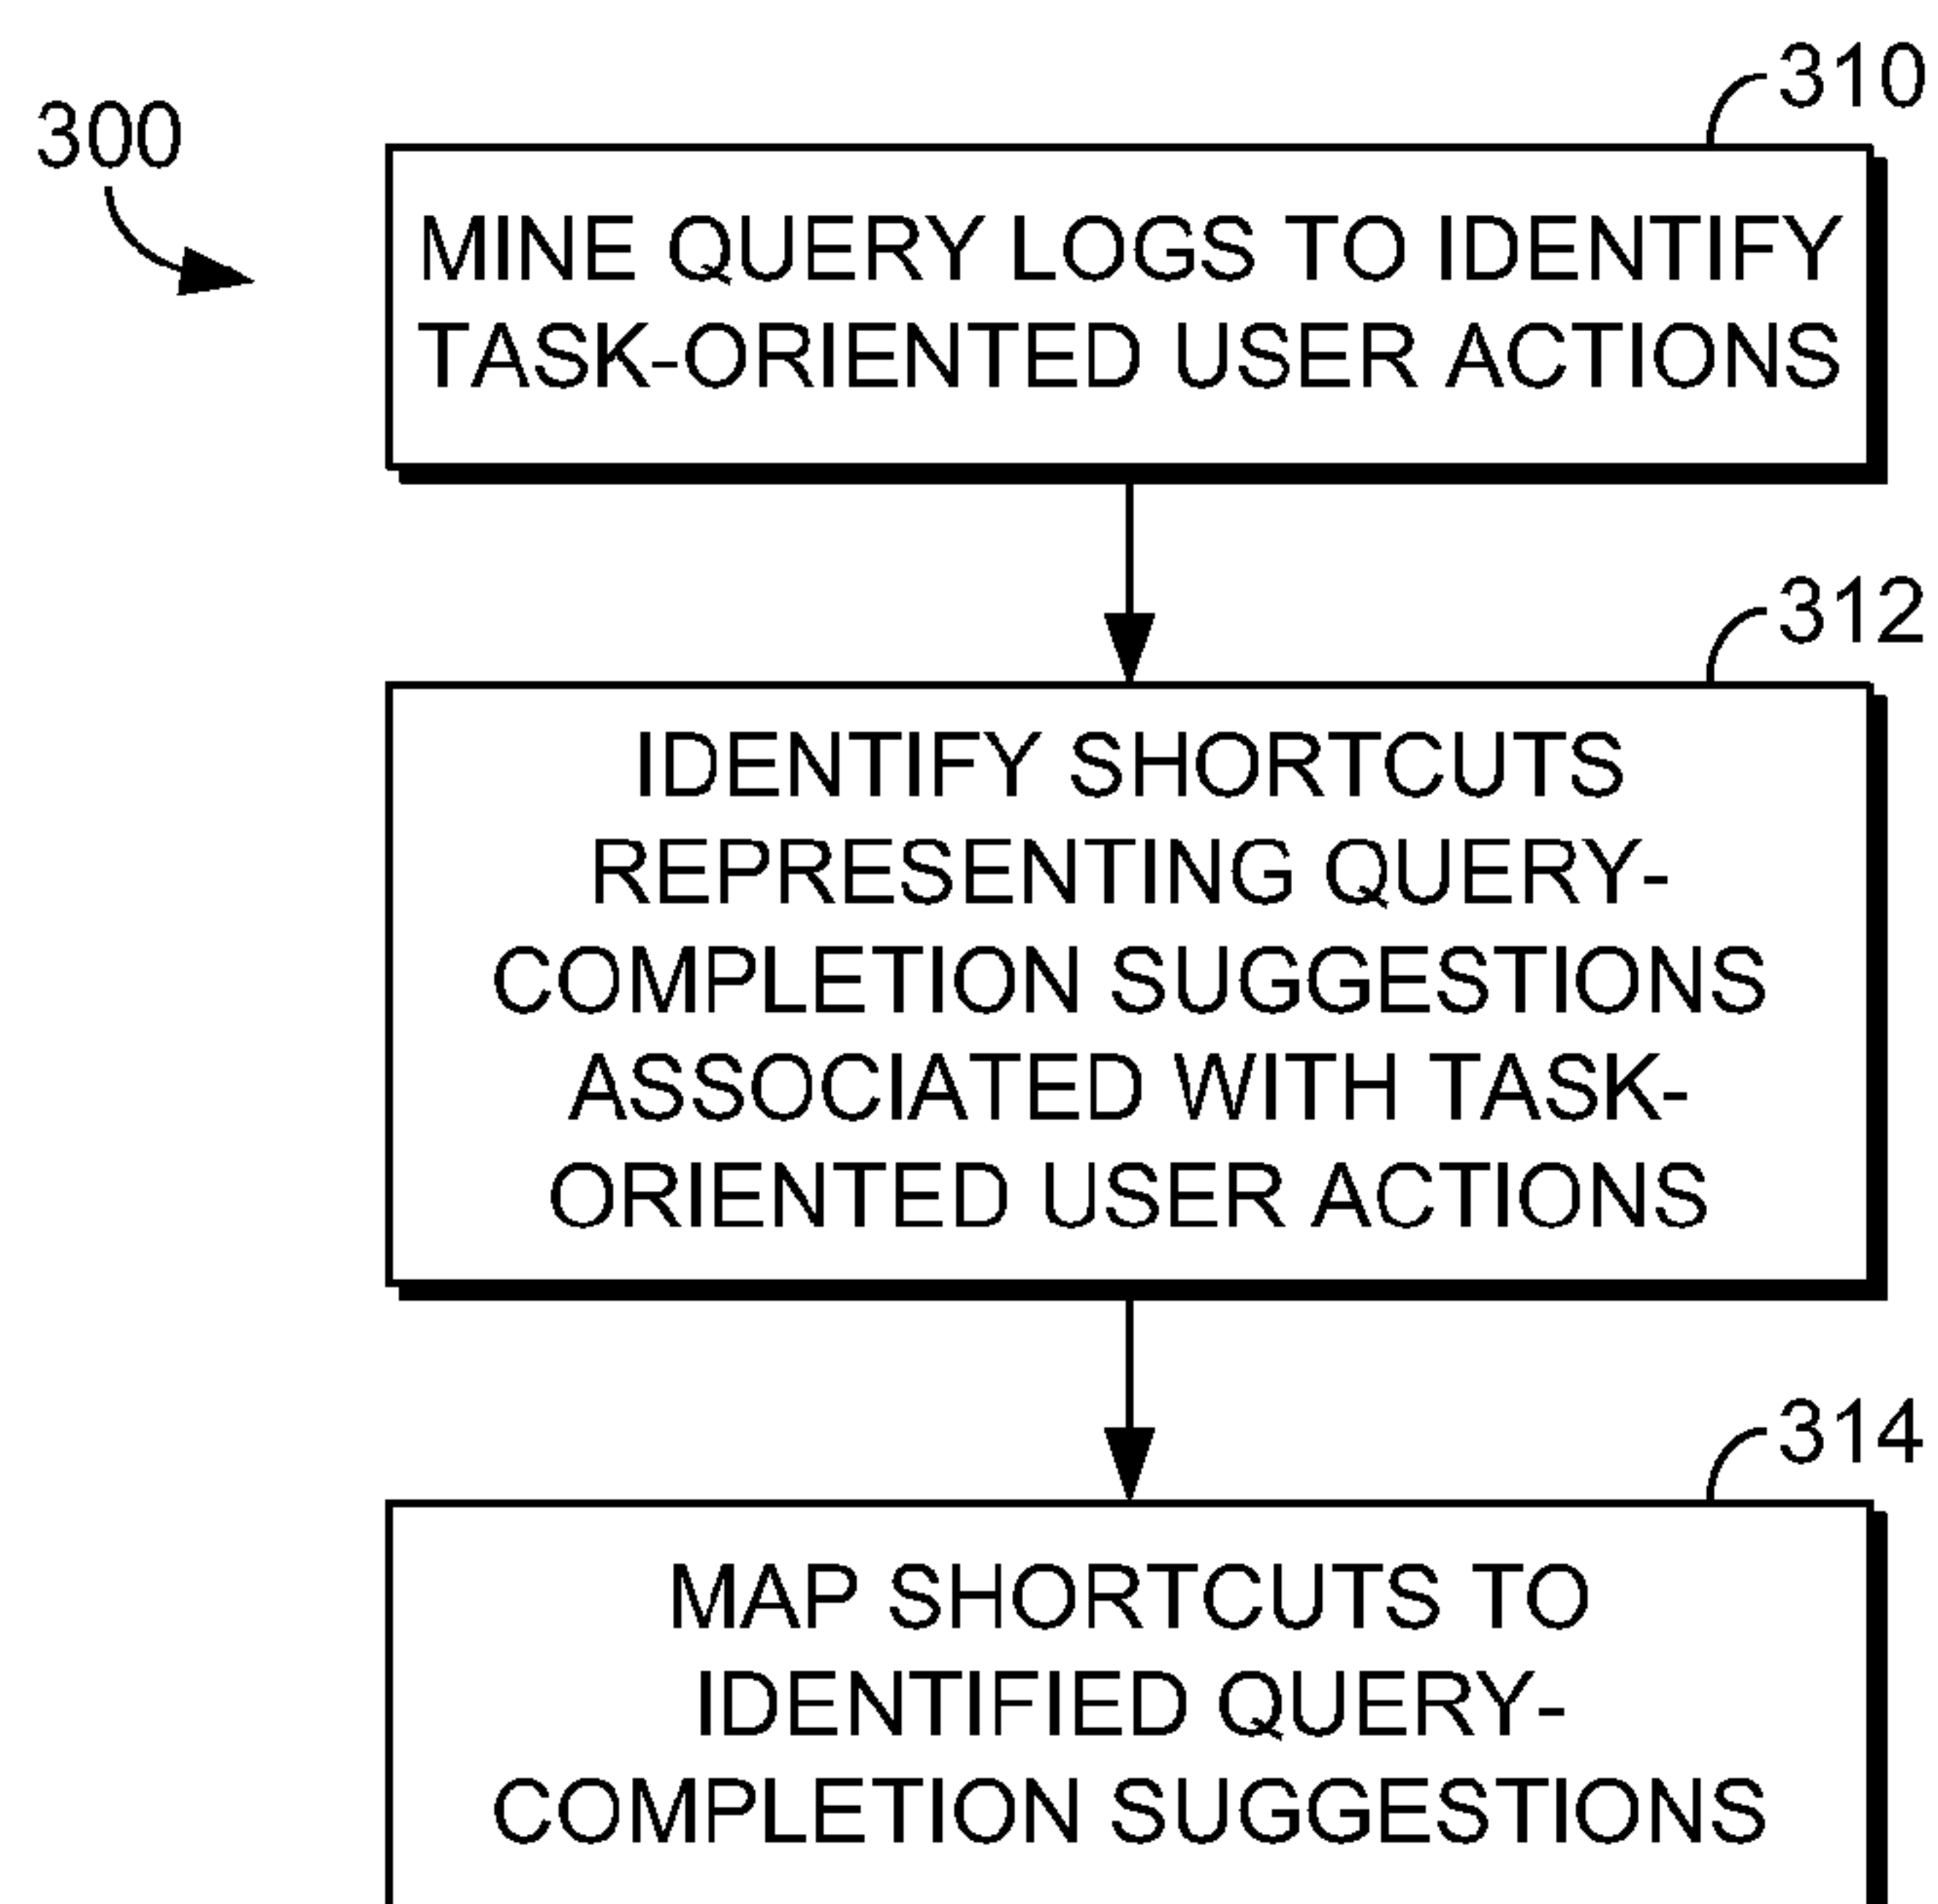 300
310
MINE QUERY LOGS TO IDENTIFY
TASK-ORIENTED USER ACTIONS
312
IDENTIFY SHORTCUTS
REPRESENTING QUERY-
COMPLETION SUGGESTIONS
ASSOCIATED WITH TASK-
ORIENTED USER ACTIONS
314
MAP SHORTCUTS TO
IDENTIFIED QUERY-
COMPLETION SUGGESTIONS